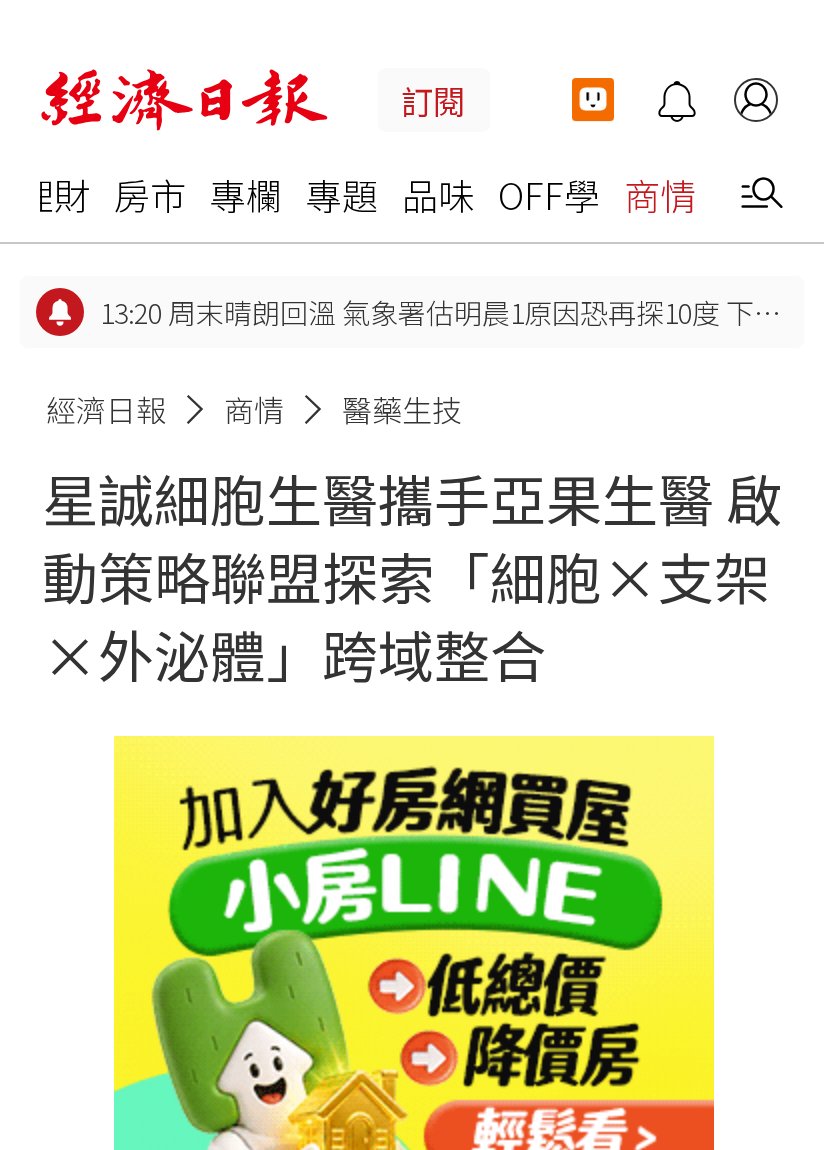 經濟日報
訂閱
理財 房市 專欄 專題 品味 OFF學 商情
13:20 周末晴朗回溫 氣象署估明晨1原因恐再探10度 下…
經濟日報 > 商情 > 醫藥生技
星誠細胞生醫攜手亞果生醫 啟
動策略聯盟探索「細胞×支架
×外泌體」跨域整合
加入好房網買屋
小房LINE
低總價
降價房
輕鬆看>